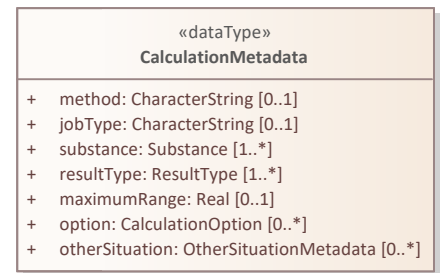 «dataType»
CalculationMetadata
+ method: CharacterString [0..1]
+ jobType: CharacterString [0..1]
+ substance: Substance [1..*]
+ resultType: ResultType [1..*]
+ maximumRange: Real [0..1]
+ option: CalculationOption [0..*]
+ otherSituation: OtherSituationMetadata [0..*]